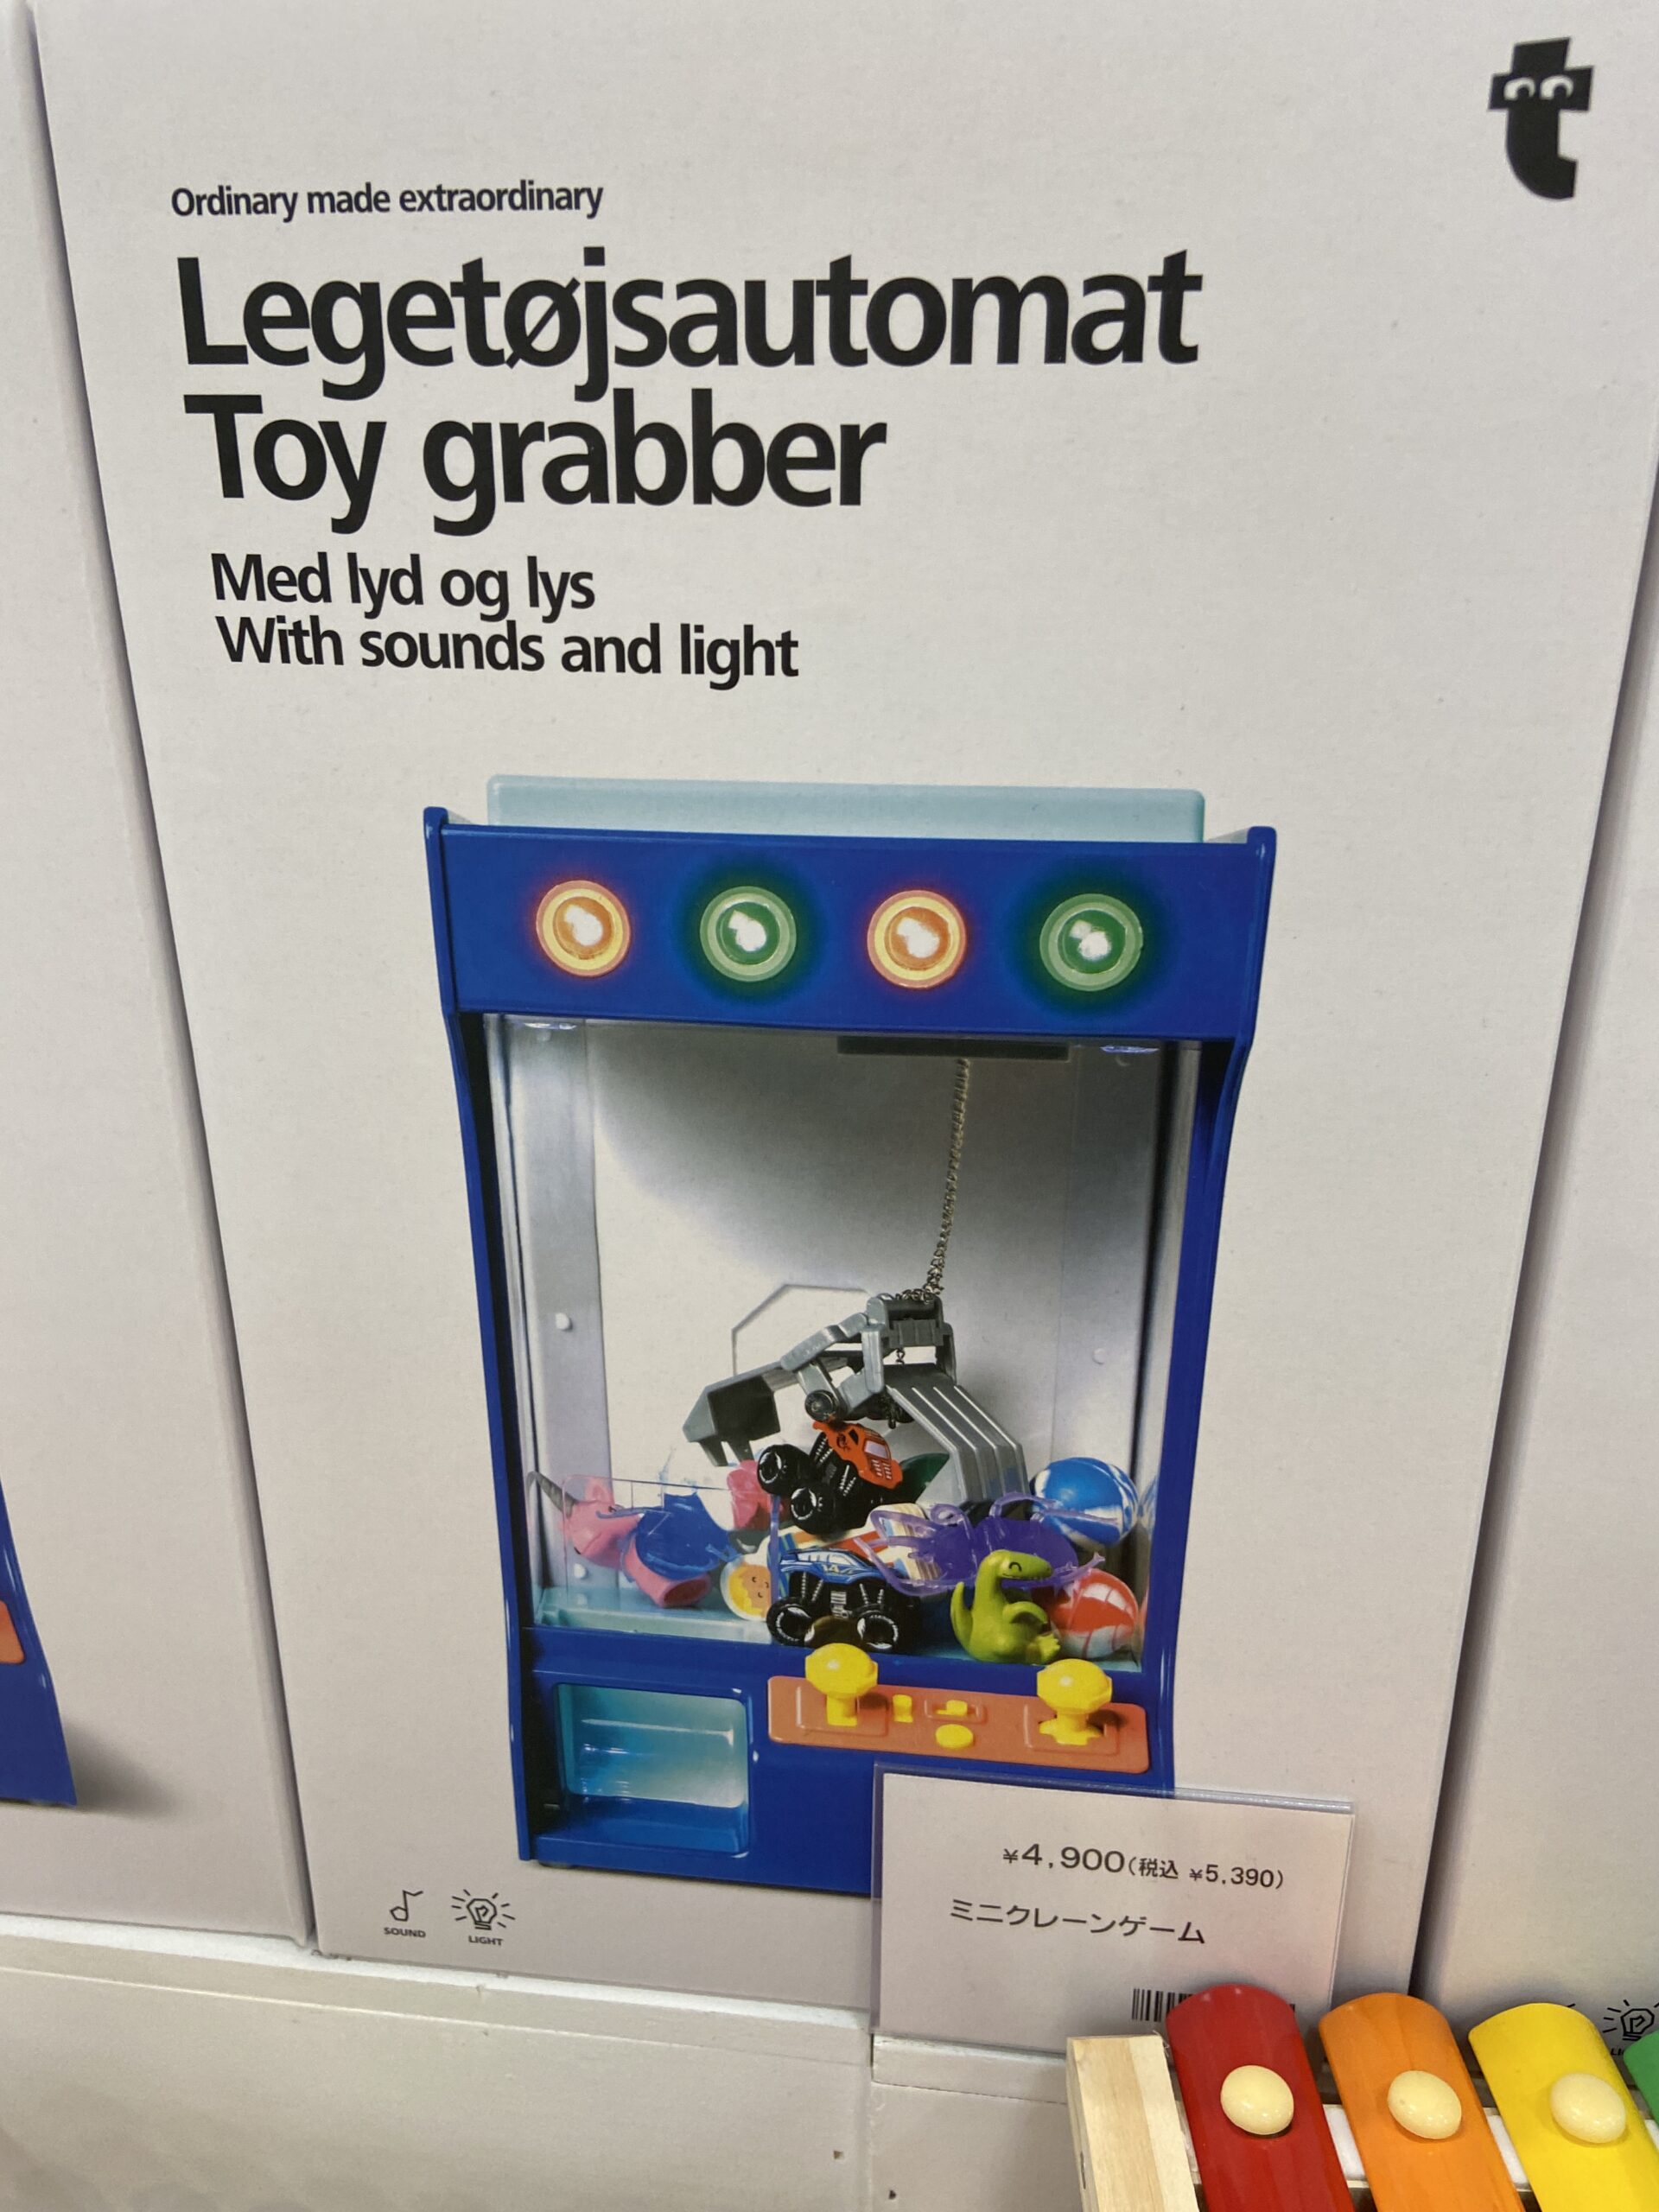 Ordinary made extraordinary
Legetøjsautomat
Toy grabber
Med lyd og lys
With sounds and light
SOUND
LIGHT
¥4,900(税込 ¥5,390)
ミニクレーンゲーム